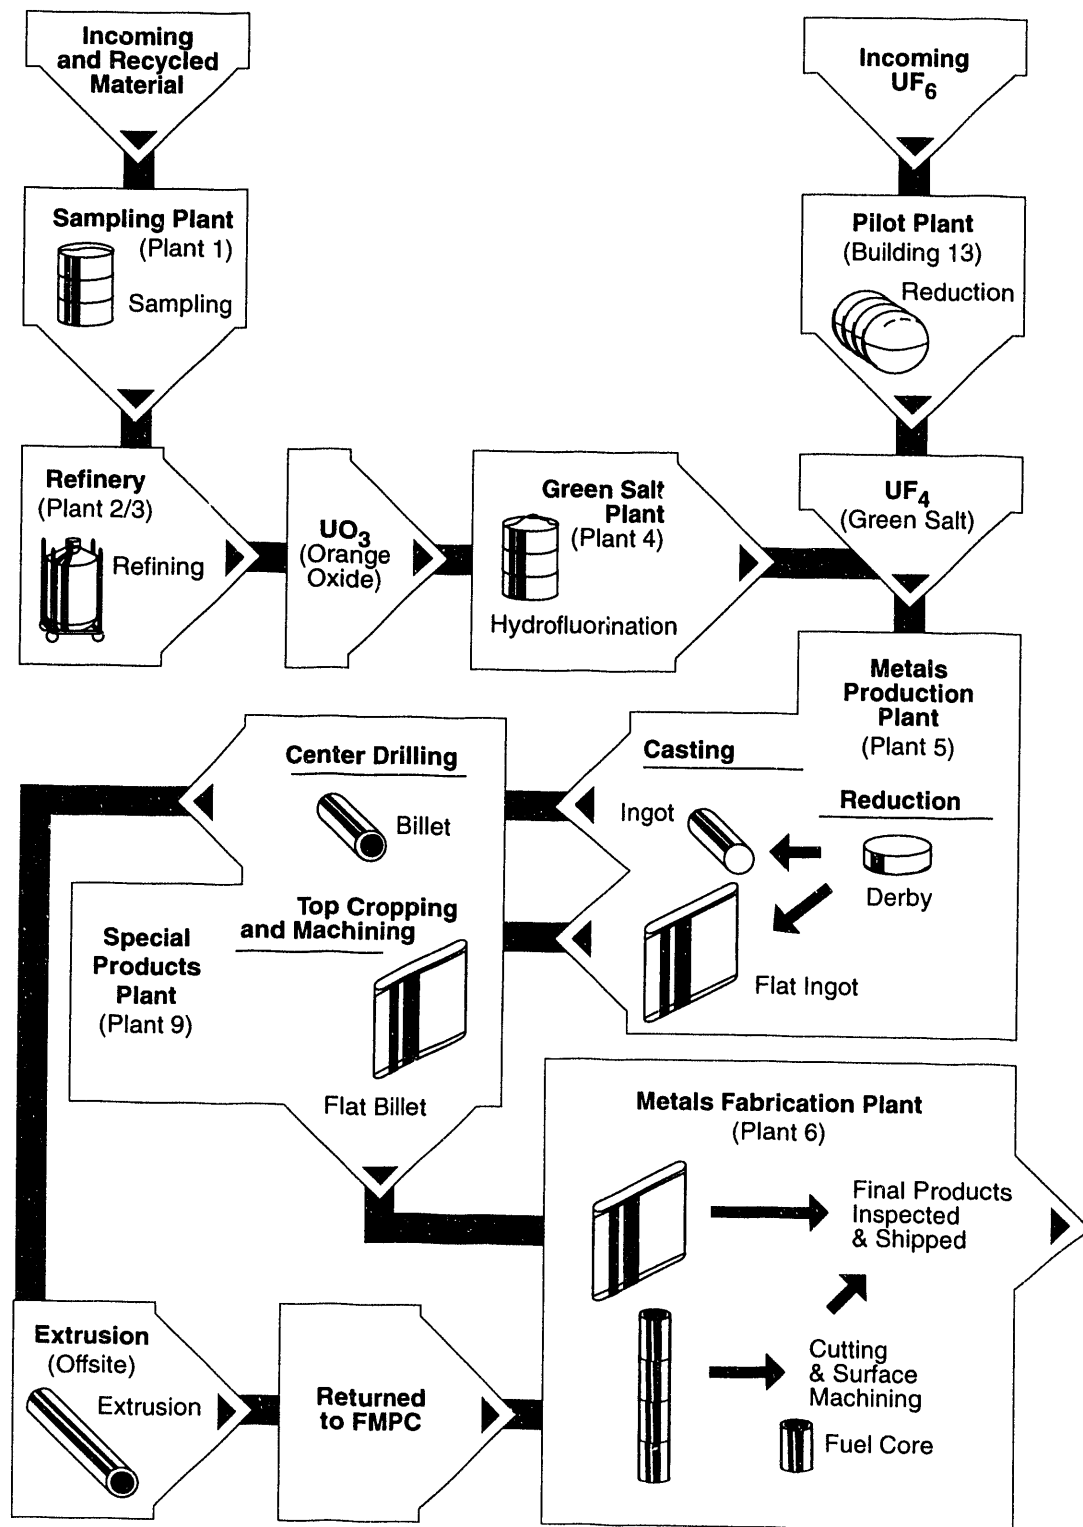 Incoming
and Recycled
Material
Incoming
UF6
Sampling Plant
(Plant 1)
Sampling
Pilot Plant
(Building 13)
Reduction
Refinery
(Plant 2/3)
Refining
UO3
(Orange
Oxide)
Green Salt
Plant
(Plant 4)
Hydrofluorination
UF4
(Green Salt)
Metals
Production
Plant
(Plant 5)
Reduction
Derby
Casting
Ingot
Flat Ingot
Center Drilling
Billet
Top Cropping
and Machining
Special
Products
Plant
(Plant 9)
Flat Billet
Metals Fabrication Plant
(Plant 6)
Final Products
Inspected
& Shipped
Cutting
& Surface
Machining
Fuel Core
Extrusion
(Offsite)
Extrusion
Returned
to FMPC